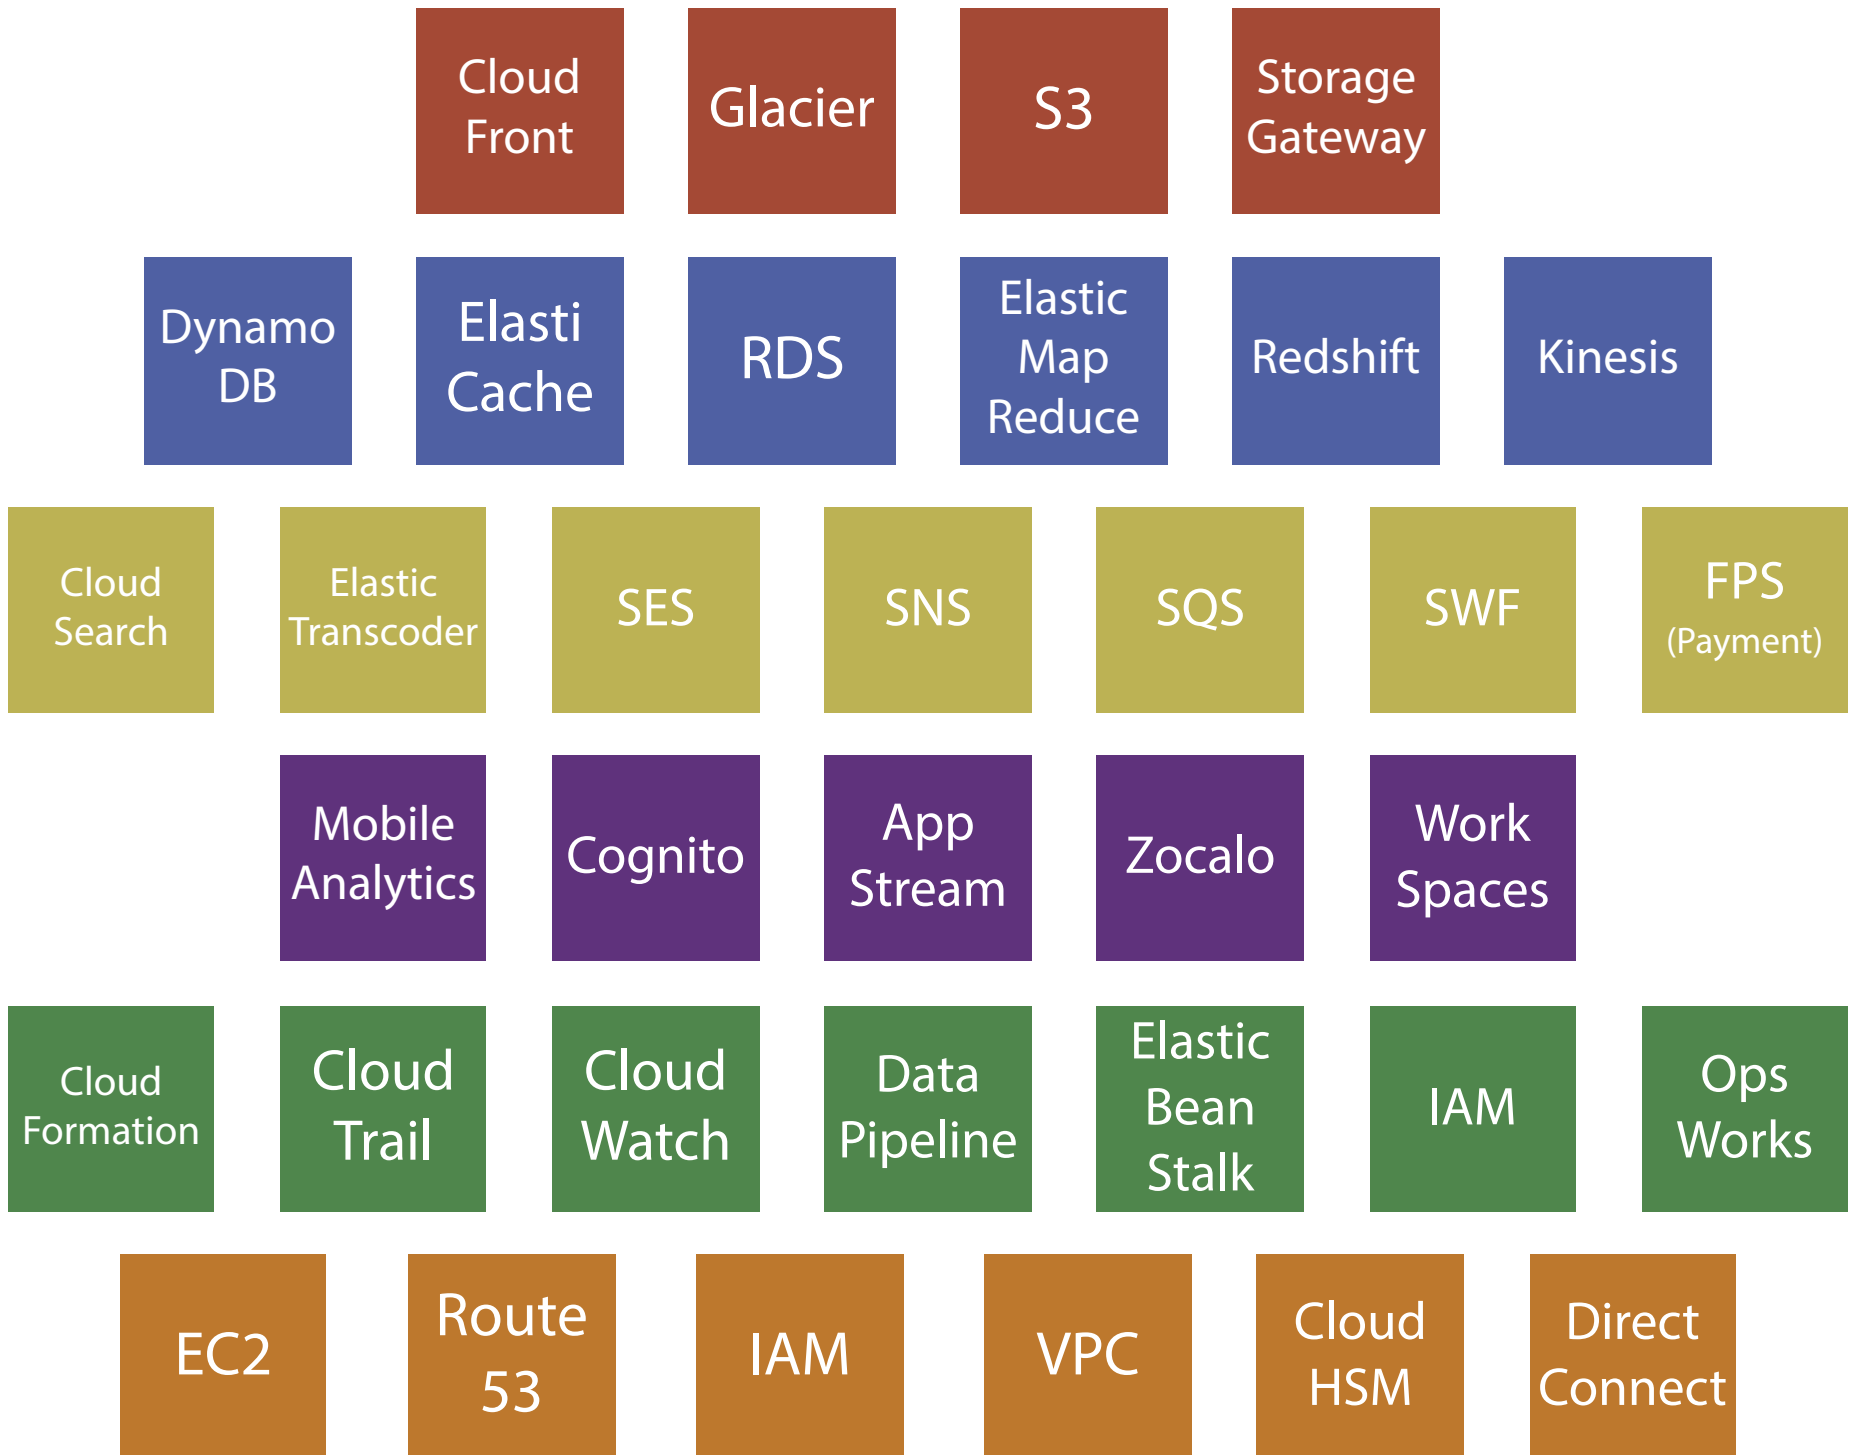 Cloud
Front
Glacier
S3
Storage
Gateway
Dynamo
DB
Elasti
Cache
RDS
Elastic
Map
Reduce
Redshift
Kinesis
Cloud
Search
Elastic
Transcoder
SES
SNS
SQS
SWF
FPS
(Payment)
Mobile
Analytics
Cognito
App
Stream
Zocalo
Work
Spaces
Cloud
Formation
Cloud
Trail
Cloud
Watch
Data
Pipeline
Elastic
Bean
Stalk
IAM
Ops
Works
EC2
Route
53
IAM
VPC
Cloud
HSM
Direct
Connect